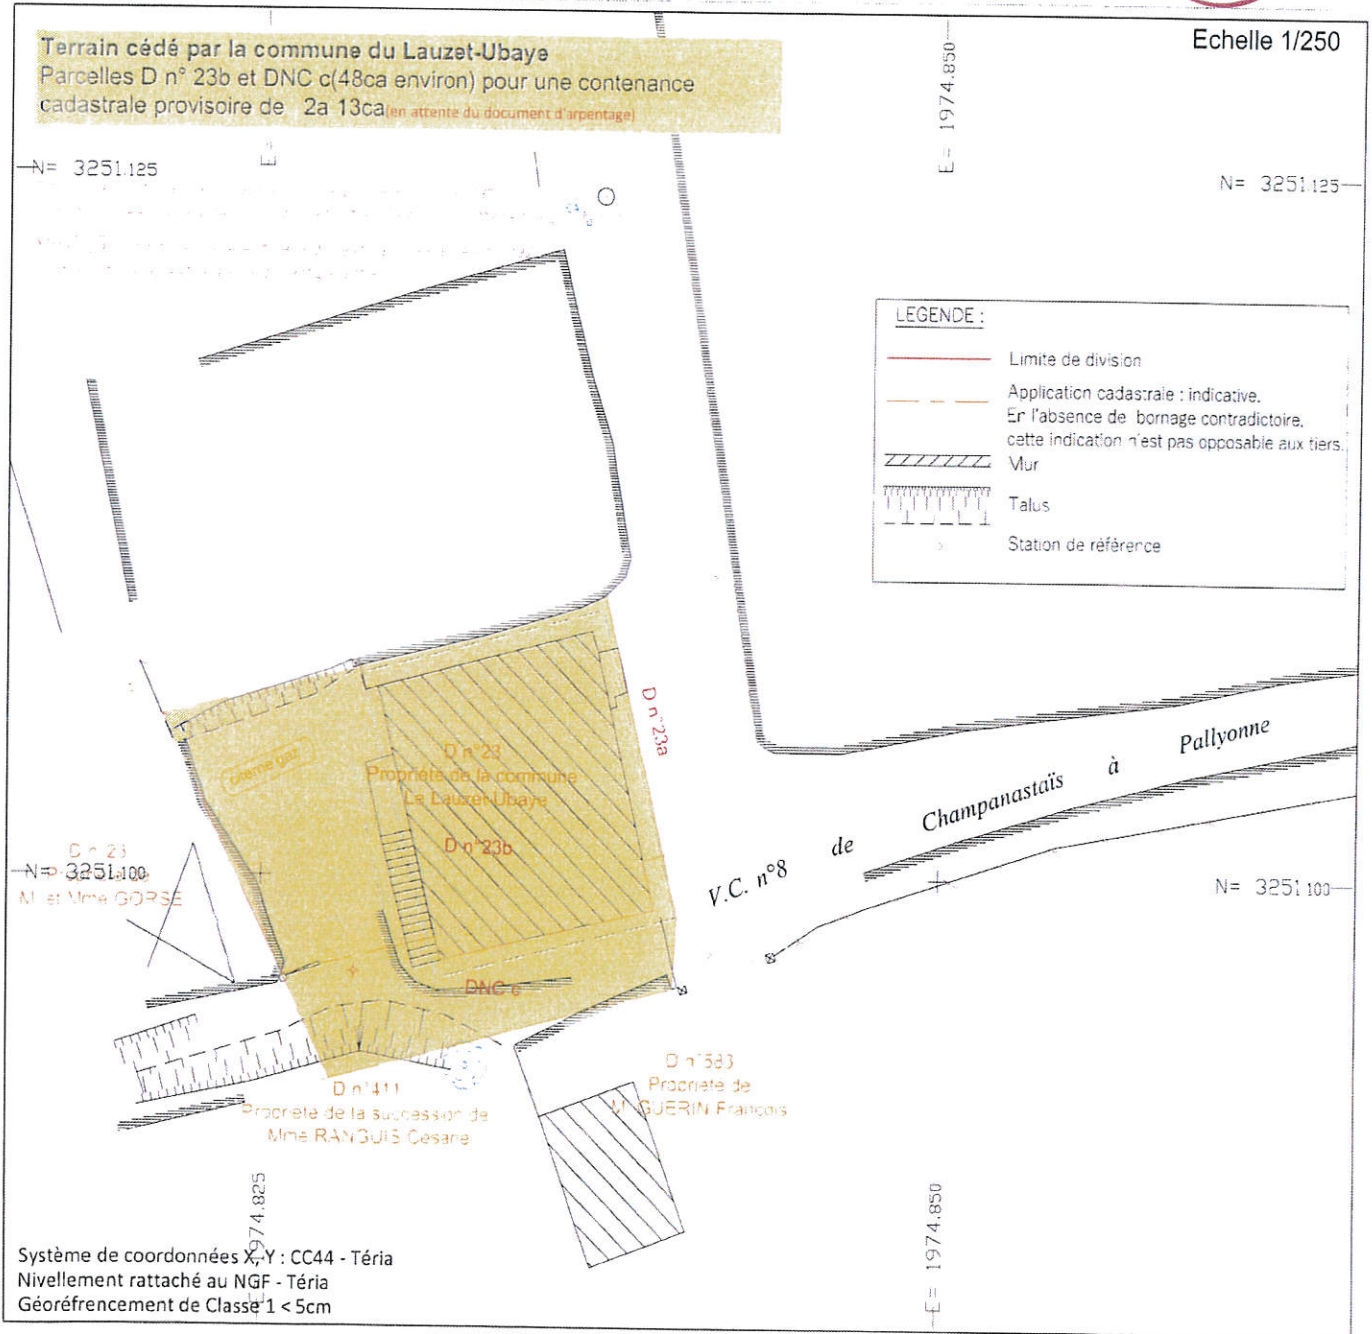 Echelle 1/250
Terrain cédé par la commune du Lauzet-Ubaye
Parcelles D n° 23b et DNC c(48ca environ) pour une contenance
cadastrale provisoire de 2a 13ca(en attente du document d'arpentage)
E = 1974.850
N= 3251.125
E =
N= 3251.125
LEGENDE :
Limite de division
Application cadastrale : indicative.
En l'absence de bornage contradictoire,
cette indication n'est pas opposable aux tiers.
Mur
Talus
Station de référence
D n°23a
citerne gaz
D n°23
Propriété de la commune
Le Lauzet-Ubaye
D n°23b
V.C. n°8 de Champanastaïs à Pallyonne
D n°23
Propriété de
M. et Mme GORSE
N= 3251.100
N= 3251.100
DNC c
D n°411
Propriété de la succession de
Mme RANGUIS Césarie
D n°583
Propriété de
M. GUERIN François
E= 1974.825
E = 1974.850
Système de coordonnées X, Y : CC44 - Téria
Nivellement rattaché au NGF - Téria
Géoréfrencement de Classe 1 < 5cm